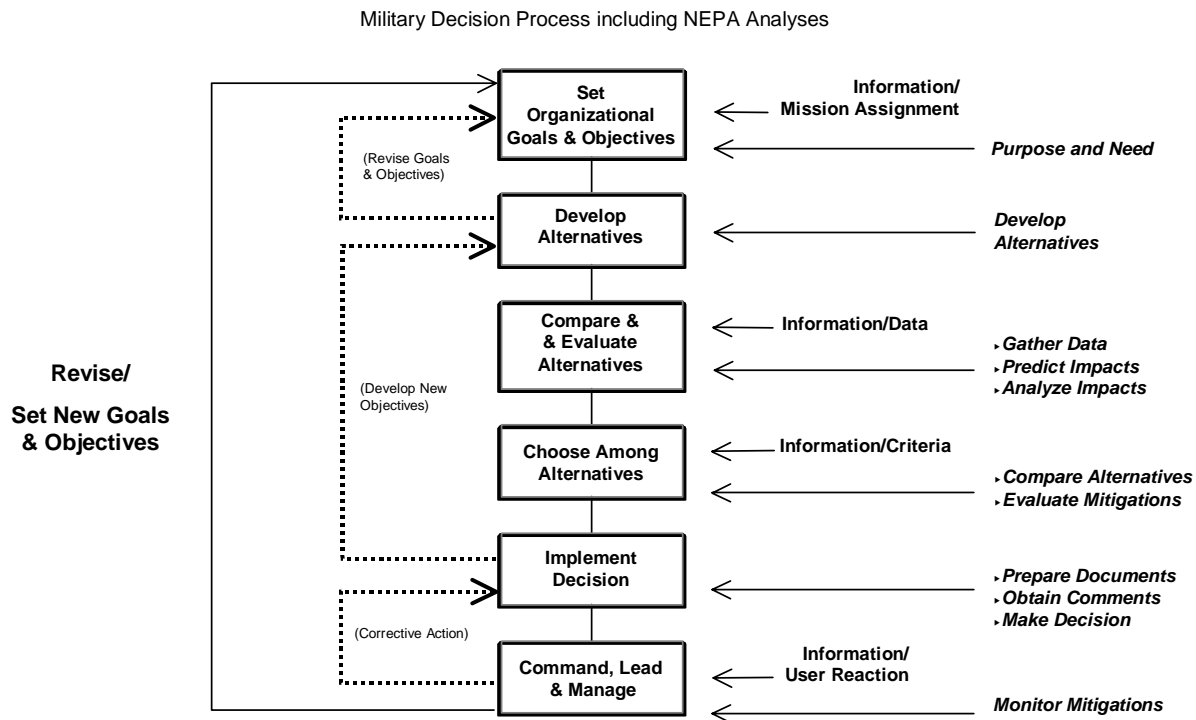 Military Decision Process including NEPA Analyses
Set
Organizational
Goals & Objectives
Information/
Mission Assignment
Purpose and Need
(Revise Goals
& Objectives)
Develop
Alternatives
Develop
Alternatives
Compare &
& Evaluate
Alternatives
Information/Data
▸Gather Data
▸Predict Impacts
▸Analyze Impacts
Revise/
Set New Goals
& Objectives
(Develop New
Objectives)
Choose Among
Alternatives
Information/Criteria
▸Compare Alternatives
▸Evaluate Mitigations
Implement
Decision
▸Prepare Documents
▸Obtain Comments
▸Make Decision
(Corrective Action)
Command, Lead
& Manage
Information/
User Reaction
Monitor Mitigations